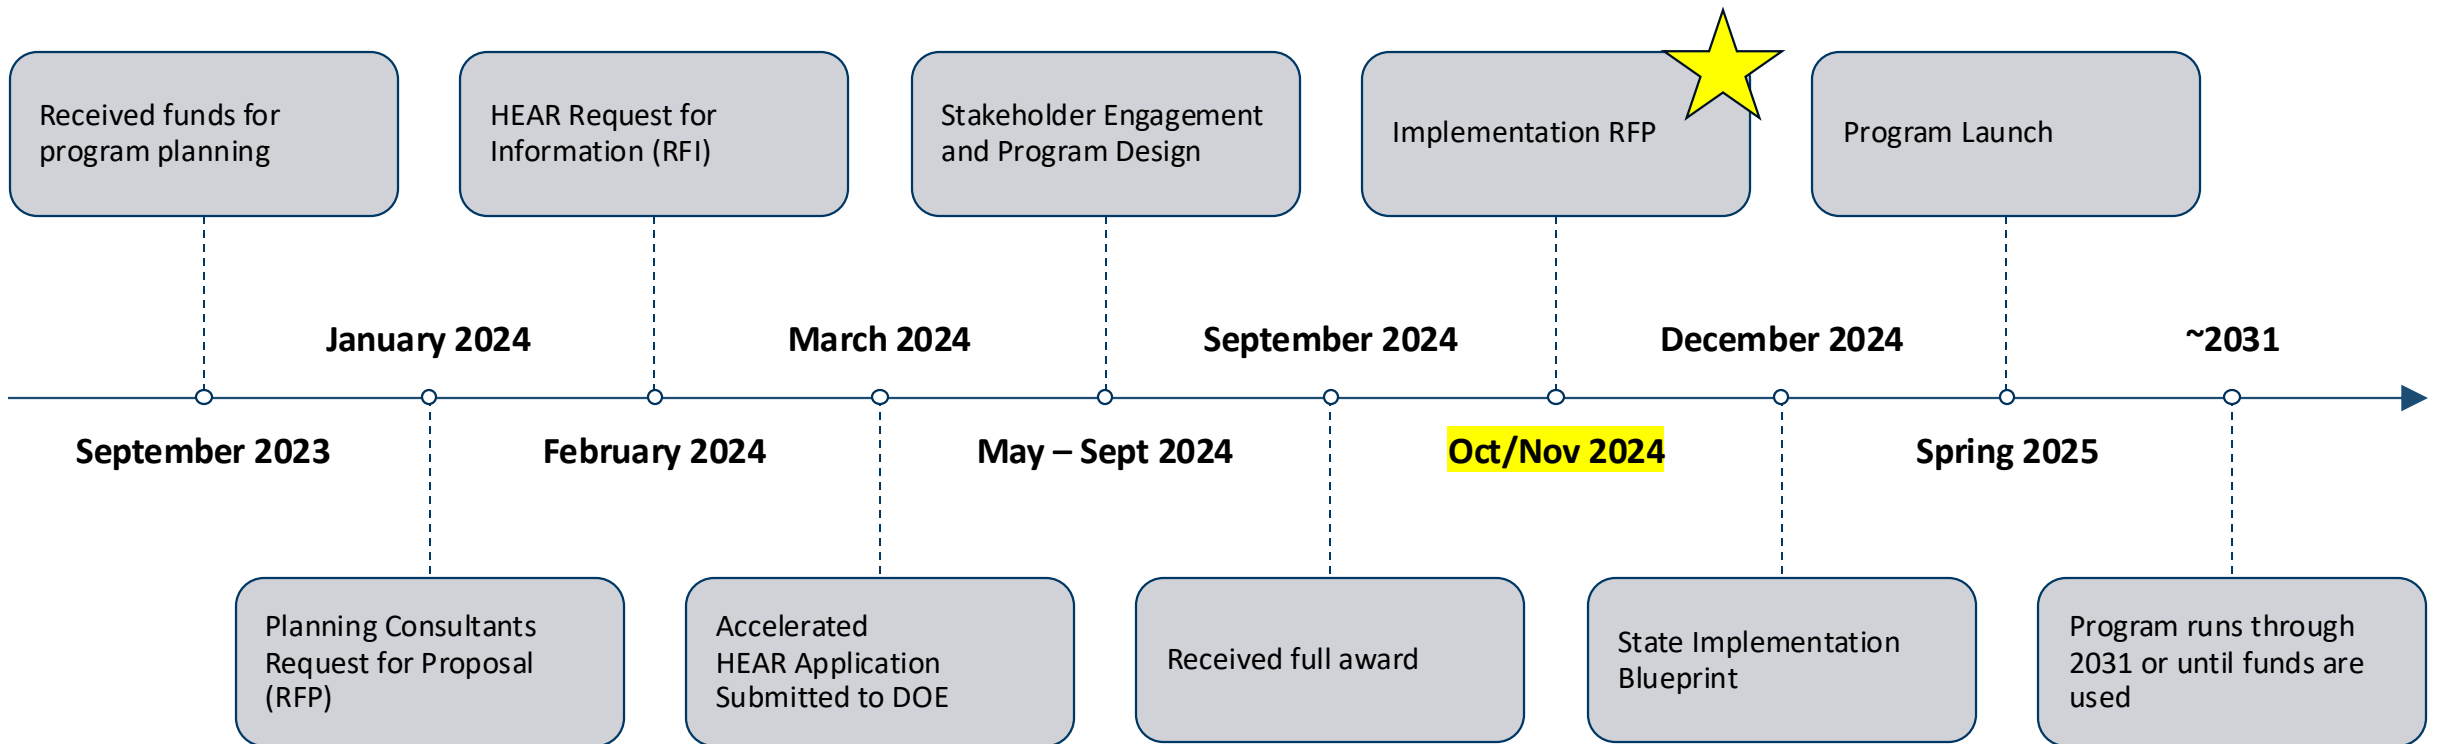 Received funds for
program planning
HEAR Request for
Information (RFI)
Stakeholder Engagement
and Program Design
Implementation RFP
Program Launch
January 2024
March 2024
September 2024
December 2024
~2031
September 2023
February 2024
May – Sept 2024
Oct/Nov 2024
Spring 2025
Planning Consultants
Request for Proposal
(RFP)
Accelerated
HEAR Application
Submitted to DOE
Received full award
State Implementation
Blueprint
Program runs through
2031 or until funds are
used